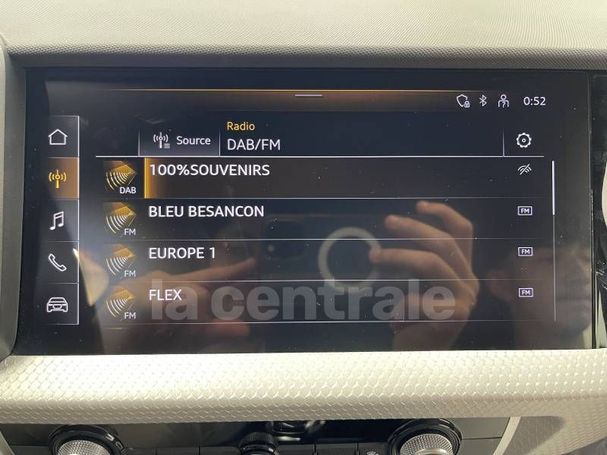 0:52
Radio
Source
DAB/FM
100%SOUVENIRS
DAB
BLEU BESANCON
FM
FM
EUROPE 1
FM
FM
FLEX
FM
FM
la centrale